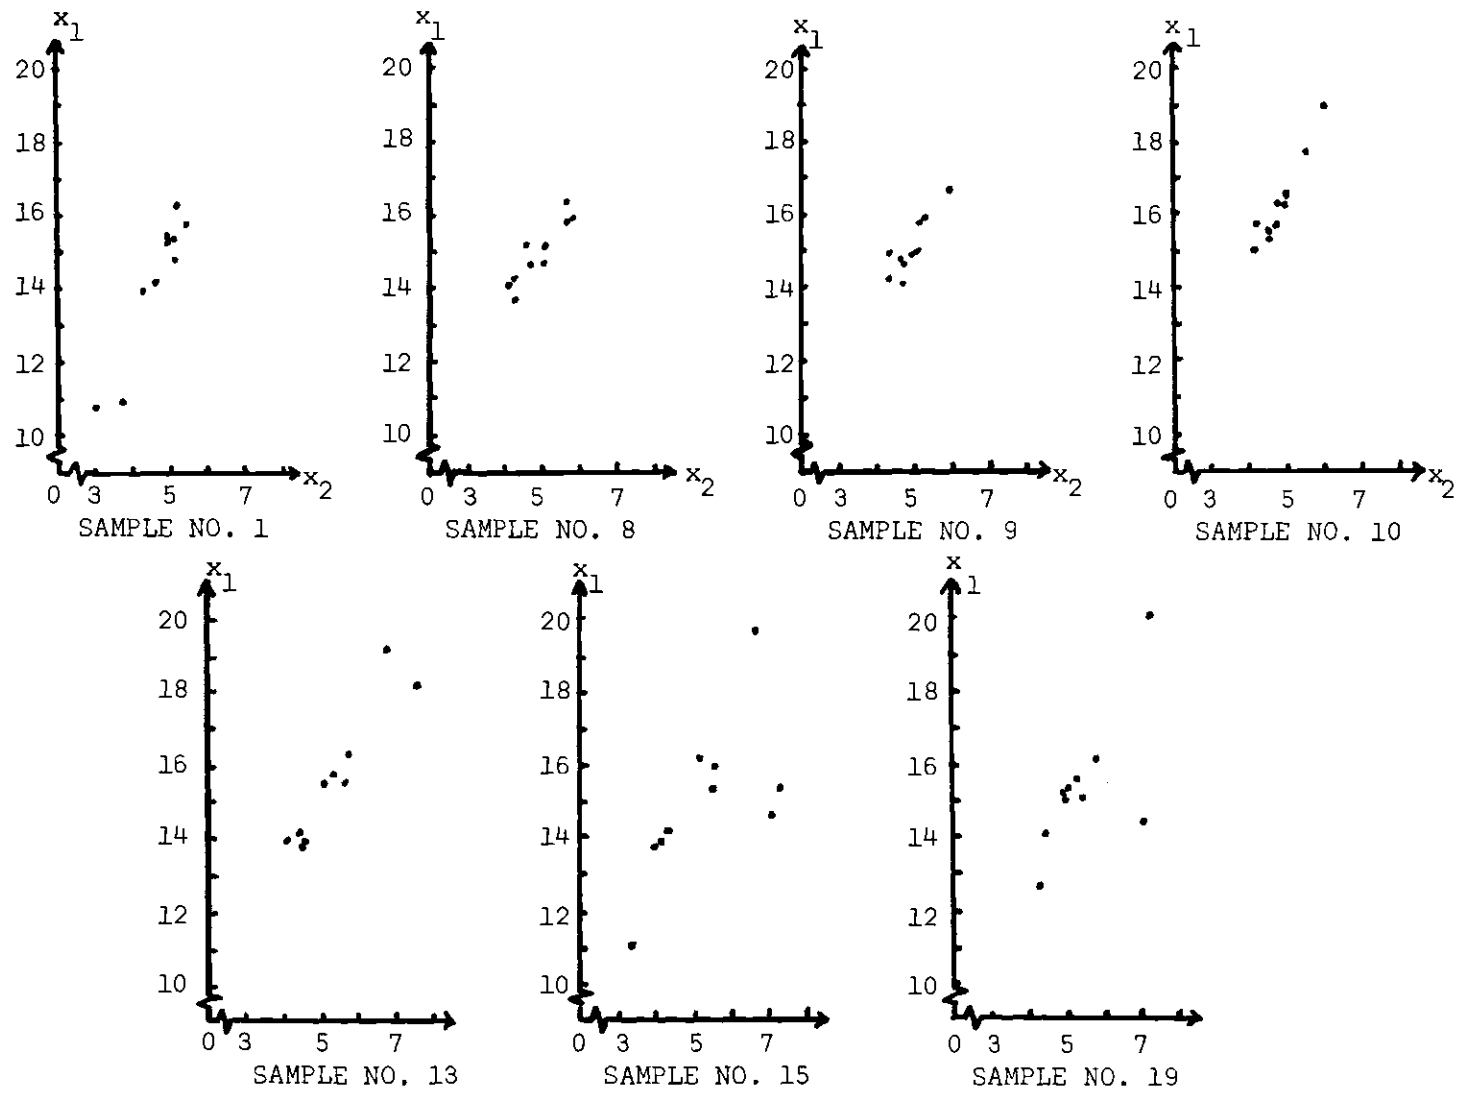 x1 x1 x1 x1
20 20 20 20
18 18 18 18
16 16 16 16
14 14 14 14
12 12 12 12
10 10 10 10
0 3 5 7 x2 0 3 5 7 x2 0 3 5 7 x2 0 3 5 7 x2
SAMPLE NO. 1 SAMPLE NO. 8 SAMPLE NO. 9 SAMPLE NO. 10
x1 x1 x1
20 20 20
18 18 18
16 16 16
14 14 14
12 12 12
10 10 10
0 3 5 7 0 3 5 7 0 3 5 7
SAMPLE NO. 13 SAMPLE NO. 15 SAMPLE NO. 19